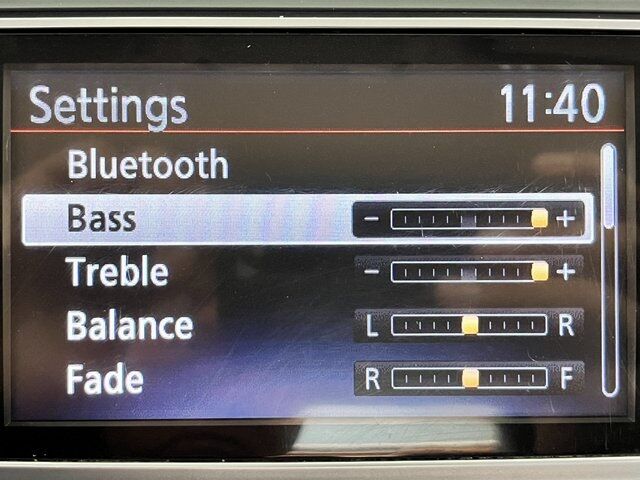 Settings 11:40
Bluetooth
Bass - +
Treble - +
Balance L R
Fade R F